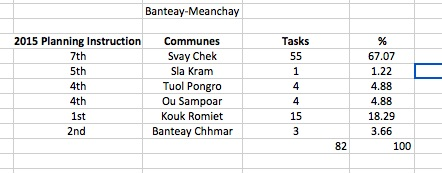 Banteay-Meanchay
2015 Planning Instruction Communes Tasks %
7th Svay Chek 55 67.07
5th Sla Kram 1 1.22
4th Tuol Pongro 4 4.88
4th Ou Sampoar 4 4.88
1st Kouk Romiet 15 18.29
2nd Banteay Chhmar 3 3.66
82 100